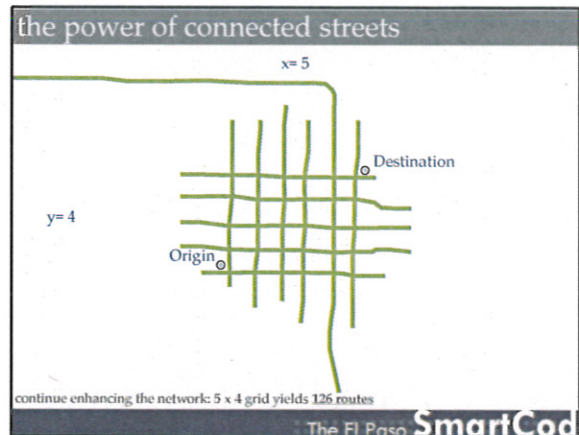 the power of connected streets
x= 5
Destination
y= 4
Origin
continue enhancing the network: 5 x 4 grid yields 126 routes
The El Paso SmartCod